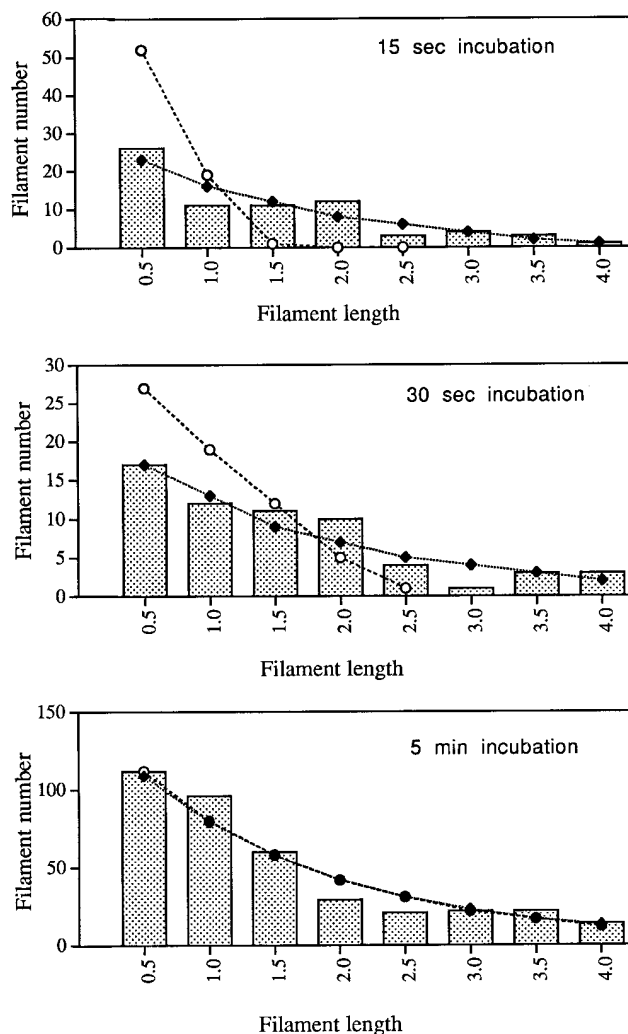 15 sec incubation
Filament number
60
50
40
30
20
10
0
0.5 1.0 1.5 2.0 2.5 3.0 3.5 4.0
Filament length
30 sec incubation
Filament number
30
25
20
15
10
5
0
0.5 1.0 1.5 2.0 2.5 3.0 3.5 4.0
Filament length
5 min incubation
Filament number
150
100
50
0
0.5 1.0 1.5 2.0 2.5 3.0 3.5 4.0
Filament length